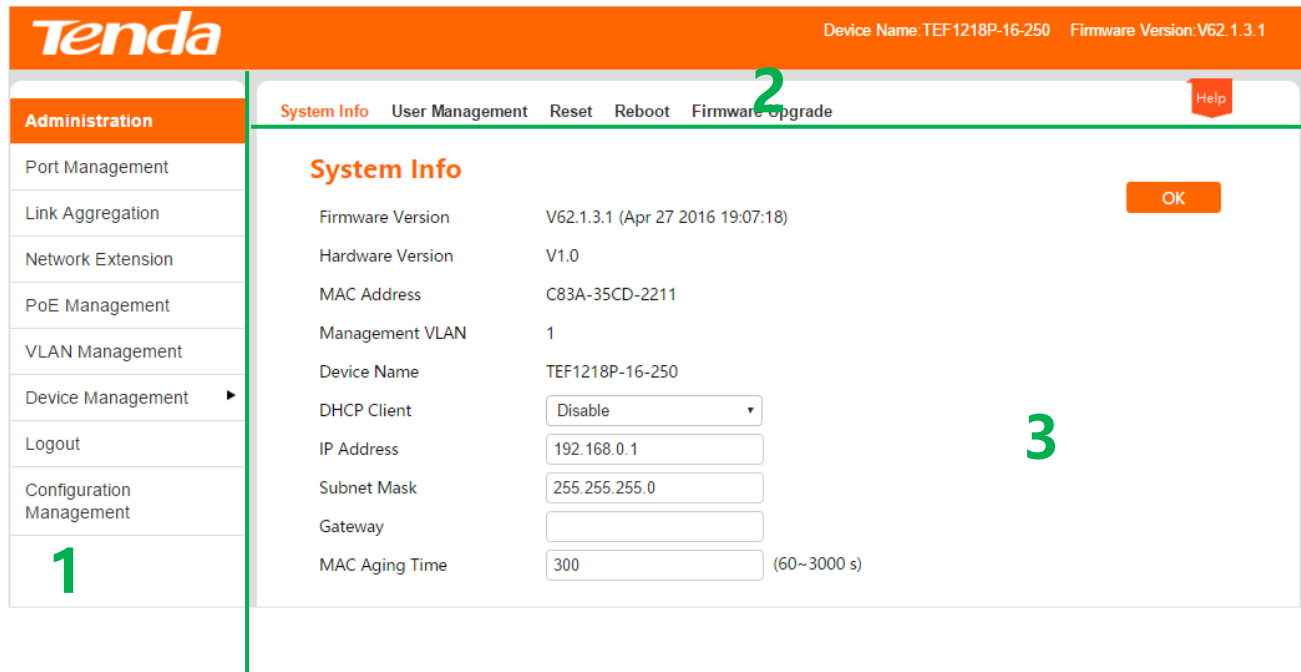 Tenda
Device Name:TEF1218P-16-250 Firmware Version:V62.1.3.1
Administration
Port Management
Link Aggregation
Network Extension
PoE Management
VLAN Management
Device Management
Logout
Configuration
Management
1
2
System Info User Management Reset Reboot Firmware Upgrade
Help
System Info
OK
Firmware Version V62.1.3.1 (Apr 27 2016 19:07:18)
Hardware Version V1.0
MAC Address C83A-35CD-2211
Management VLAN 1
Device Name TEF1218P-16-250
DHCP Client Disable
IP Address 192.168.0.1
Subnet Mask 255.255.255.0
Gateway
MAC Aging Time 300 (60~3000 s)
3